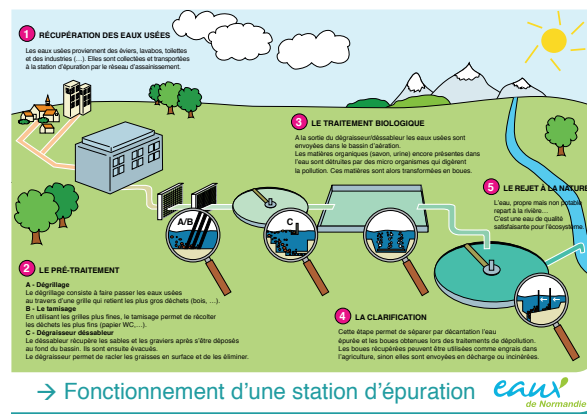 1 RÉCUPÉRATION DES EAUX USÉES
Les eaux usées proviennent des éviers, lavabos, toilettes
et des industries (…). Elles sont collectées et transportées
à la station d'épuration par le réseau d'assainissement.
3 LE TRAITEMENT BIOLOGIQUE
A la sortie du dégraisseur/déssableur les eaux usées sont
envoyées dans le bassin d'aération.
Les matières organiques (savon, urine) encore présentes dans
l'eau sont détruites par des micro organismes qui digèrent
la pollution. Ces matières sont alors transformées en boues.
5 LE REJET À LA NATURE
L'eau, propre mais non potable
repart à la rivière…
C'est une eau de qualité
satisfaisante pour l'écosystème.
A/B
C
2 LE PRÉ-TRAITEMENT
A - Dégrillage
Le dégrillage consiste à faire passer les eaux usées
au travers d'une grille qui retient les plus gros déchets (bois, …).
B - Le tamisage
En utilisant les grilles plus fines, le tamisage permet de récolter
les déchets les plus fins (papier WC,…).
C - Dégraisseur déssableur
Le déssableur récupère les sables et les graviers après s'être déposés
au fond du bassin. Ils sont ensuite évacués.
Le dégraisseur permet de racler les graisses en surface et de les éliminer.
4 LA CLARIFICATION
Cette étape permet de séparer par décantation l'eau
épurée et les boues obtenues lors des traitements de dépollution.
Les boues récupérées peuvent être utilisées comme engrais dans
l'agriculture, sinon elles sont envoyées en décharge ou incinérées.
→ Fonctionnement d'une station d'épuration
eaux
de Normandie